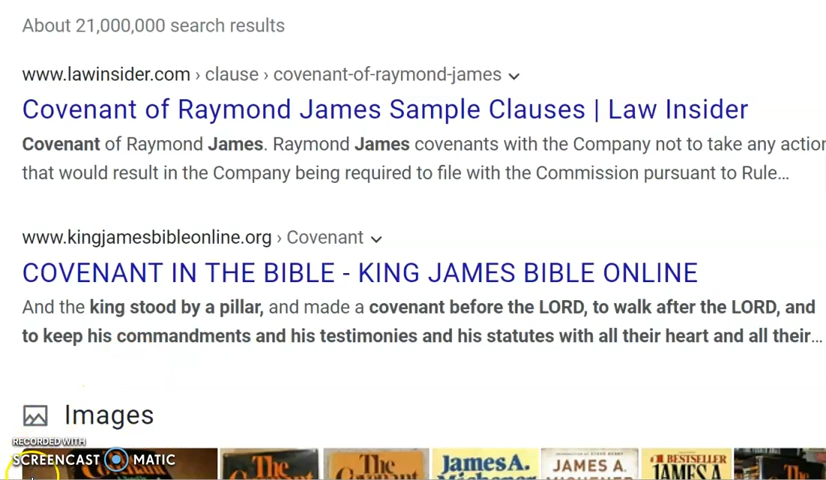 About 21,000,000 search results
www.lawinsider.com › clause › covenant-of-raymond-james
Covenant of Raymond James Sample Clauses | Law Insider
Covenant of Raymond James. Raymond James covenants with the Company not to take any action
that would result in the Company being required to file with the Commission pursuant to Rule...
www.kingjamesbibleonline.org › Covenant
COVENANT IN THE BIBLE - KING JAMES BIBLE ONLINE
And the king stood by a pillar, and made a covenant before the LORD, to walk after the LORD, and
to keep his commandments and his testimonies and his statutes with all their heart and all their...
Images
RECORDED WITH
SCREENCAST MATIC
The
The
James A.
JAMES A.
#1 BESTSELLER
JAMES A.
The